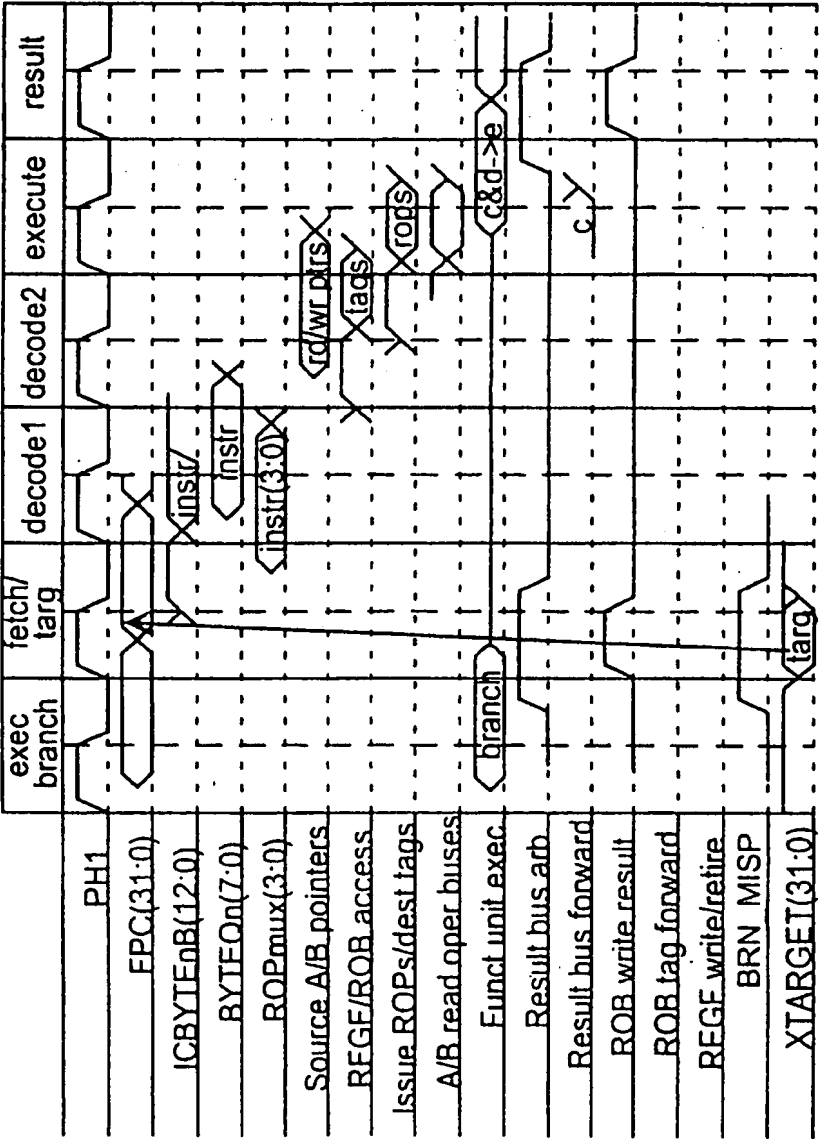 exec branch
fetch/ targ
decode1
decode2
execute
result
PH1
FPC(31:0)
ICBYTEnB(12:0)
instr
BYTEQn(7:0)
instr
ROPmux(3:0)
instr(3:0)
Source A/B pointers
rd/wr ptrs
REGF/ROB access
tags
Issue ROPs/dest tags
rops
A/B read oper buses
Funct unit exec
branch
c&d->e
Result bus arb
Result bus forward
c
ROB write result
ROB tag forward
REGF write/retire
BRN MISP
XTARGET(31:0)
targ